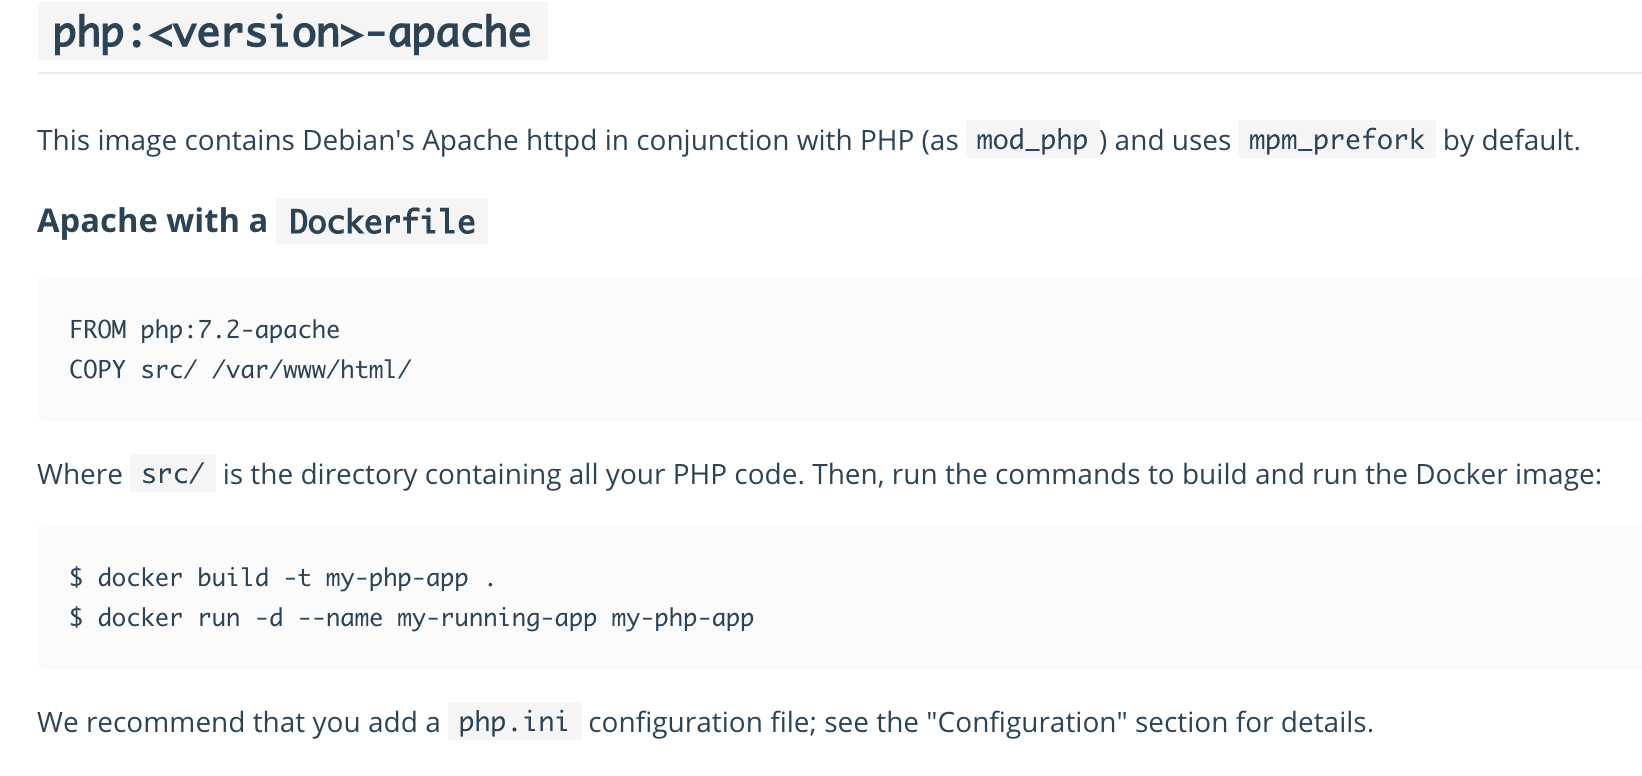 php:<version>-apache
This image contains Debian's Apache httpd in conjunction with PHP (as mod_php ) and uses mpm_prefork by default.
Apache with a Dockerfile
FROM php:7.2-apache
COPY src/ /var/www/html/
Where src/ is the directory containing all your PHP code. Then, run the commands to build and run the Docker image:
$ docker build -t my-php-app .
$ docker run -d --name my-running-app my-php-app
We recommend that you add a php.ini configuration file; see the "Configuration" section for details.